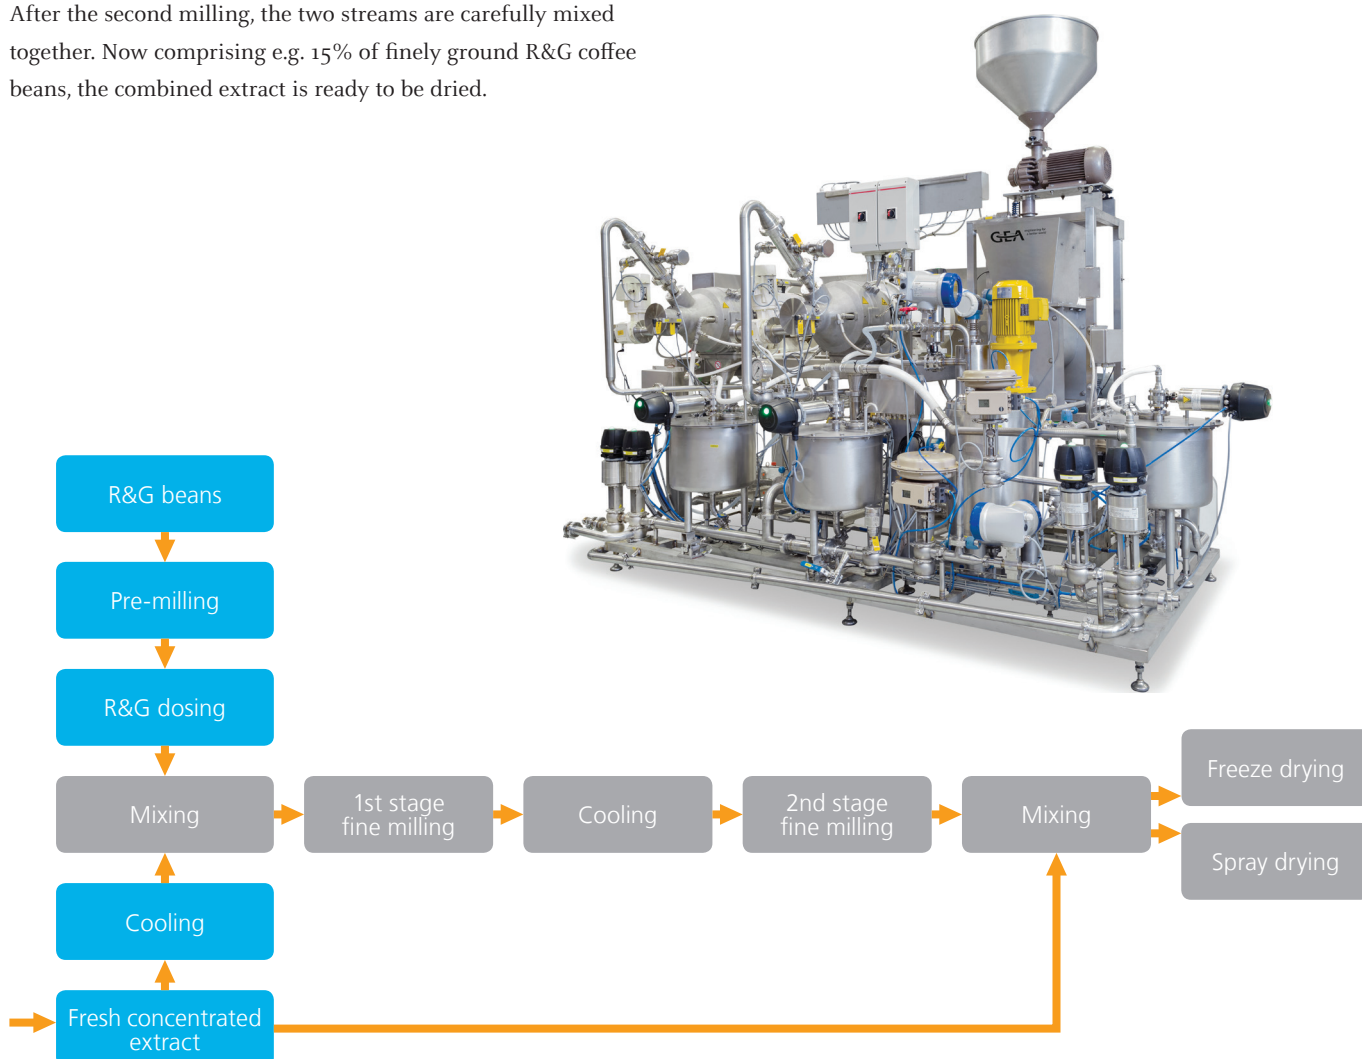 After the second milling, the two streams are carefully mixed
together. Now comprising e.g. 15% of finely ground R&G coffee
beans, the combined extract is ready to be dried.
GEA
R&G beans
Pre-milling
R&G dosing
Mixing
1st stage
fine milling
Cooling
2nd stage
fine milling
Mixing
Freeze drying
Spray drying
Cooling
Fresh concentrated
extract